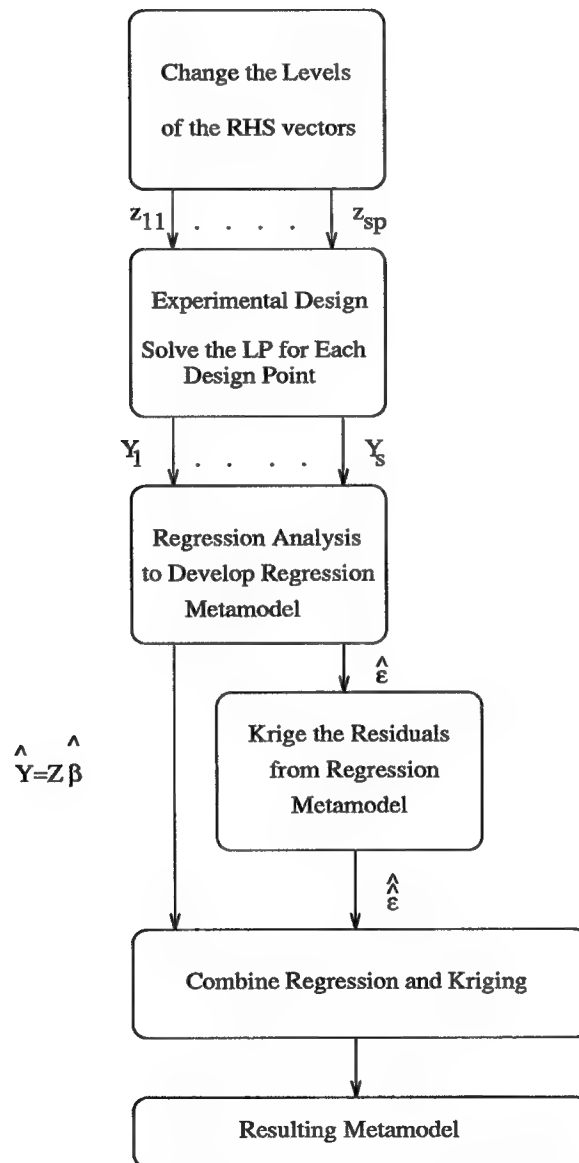 Change the Levels
of the RHS vectors
z11 . . . . zsp
Experimental Design
Solve the LP for Each
Design Point
Y1 . . . . Ys
Regression Analysis
to Develop Regression
Metamodel
ε̂
Krige the Residuals
from Regression
Metamodel
Ŷ=Zβ̂
ε̂̂
Combine Regression and Kriging
Resulting Metamodel